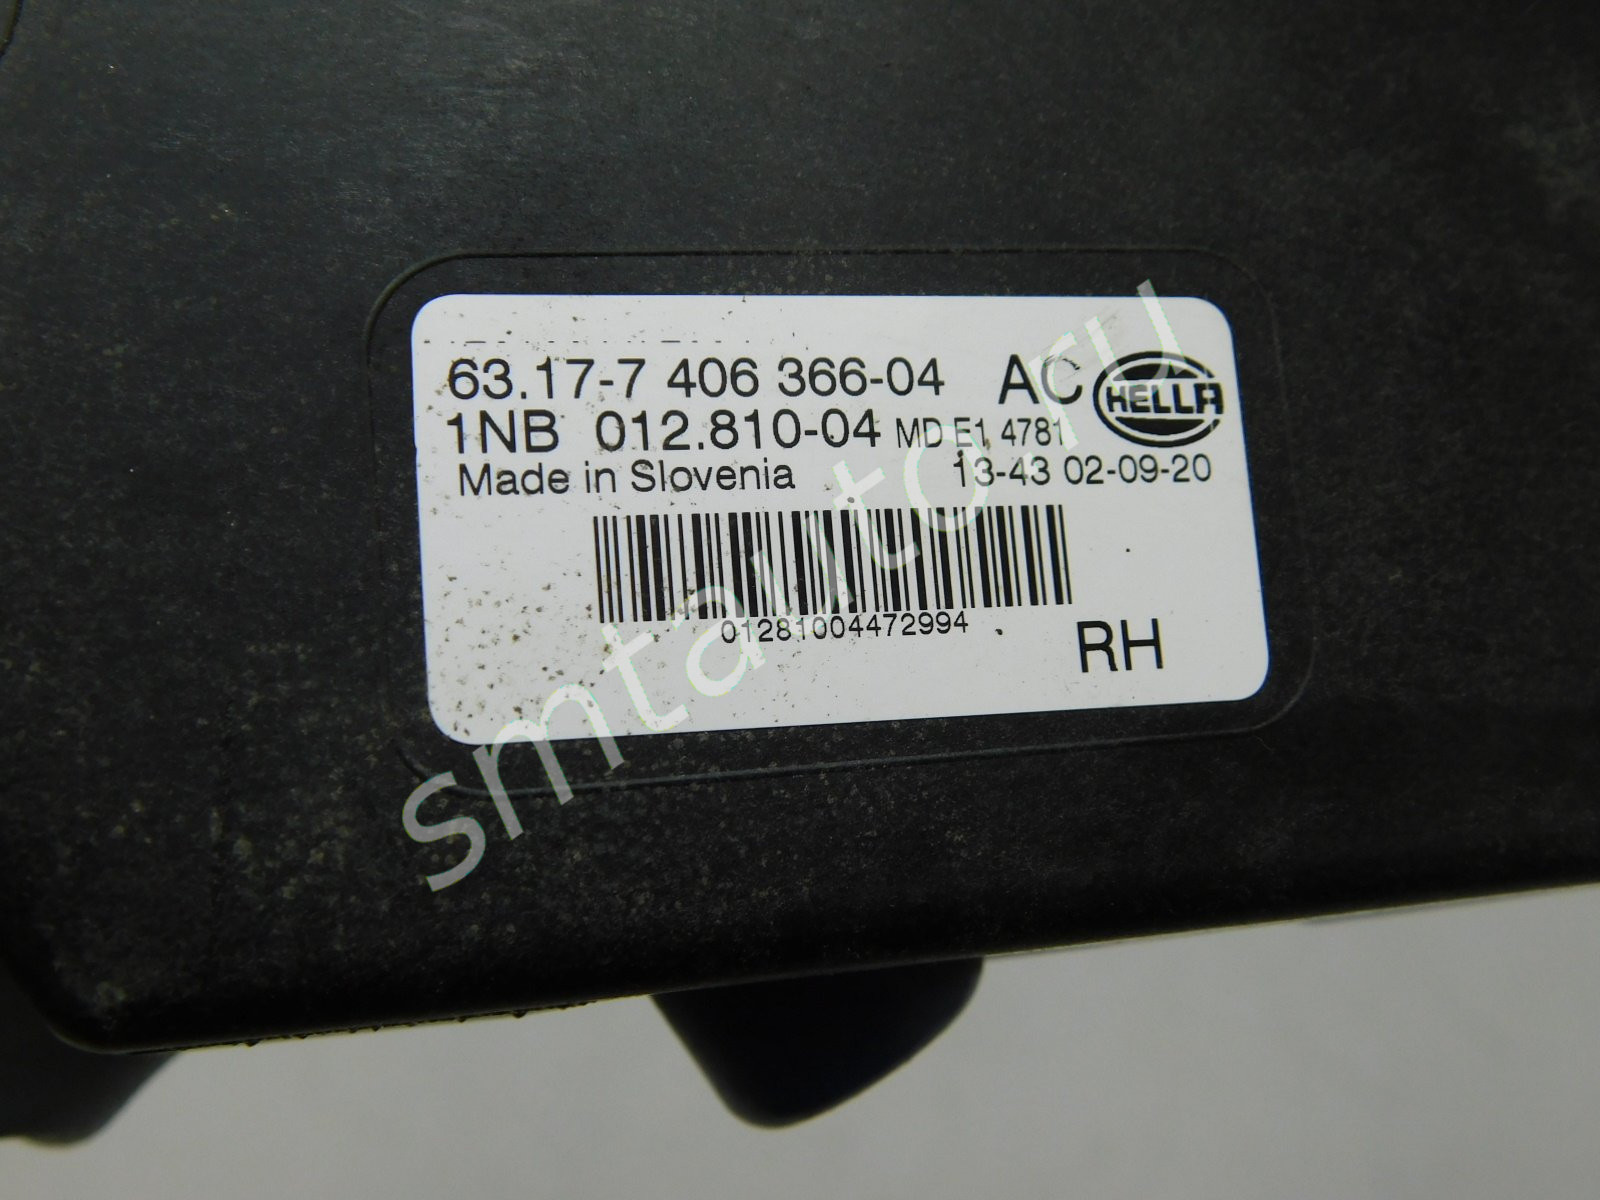 63.17-7 406 366-04 AC HELLA
1NB 012.810-04 MD E1 4781
Made in Slovenia 13-43 02-09-20
01281004472994
RH
smtauto.ru